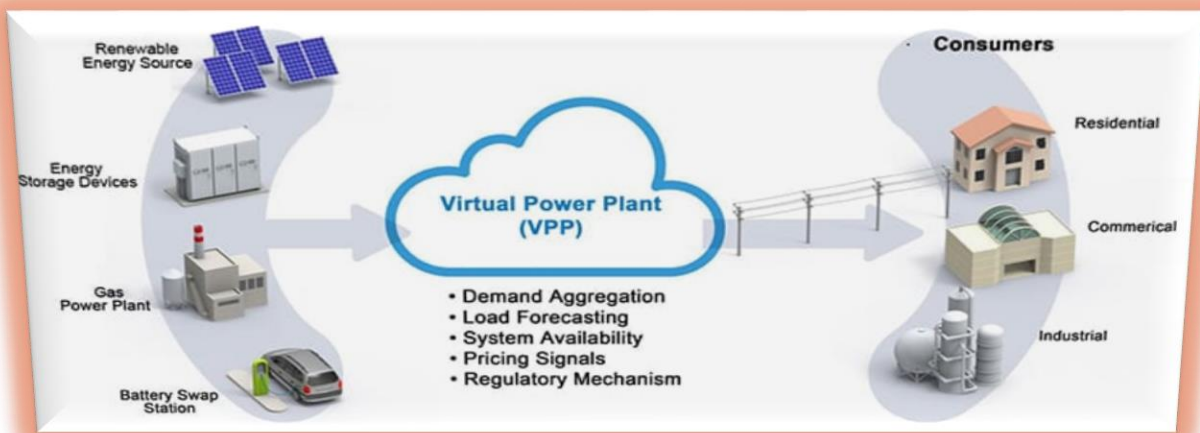 Renewable
Energy Source
Energy
Storage Devices
Gas
Power Plant
Battery Swap
Station
Virtual Power Plant
(VPP)
• Demand Aggregation
• Load Forecasting
• System Availability
• Pricing Signals
• Regulatory Mechanism
Consumers
Residential
Commerical
Industrial